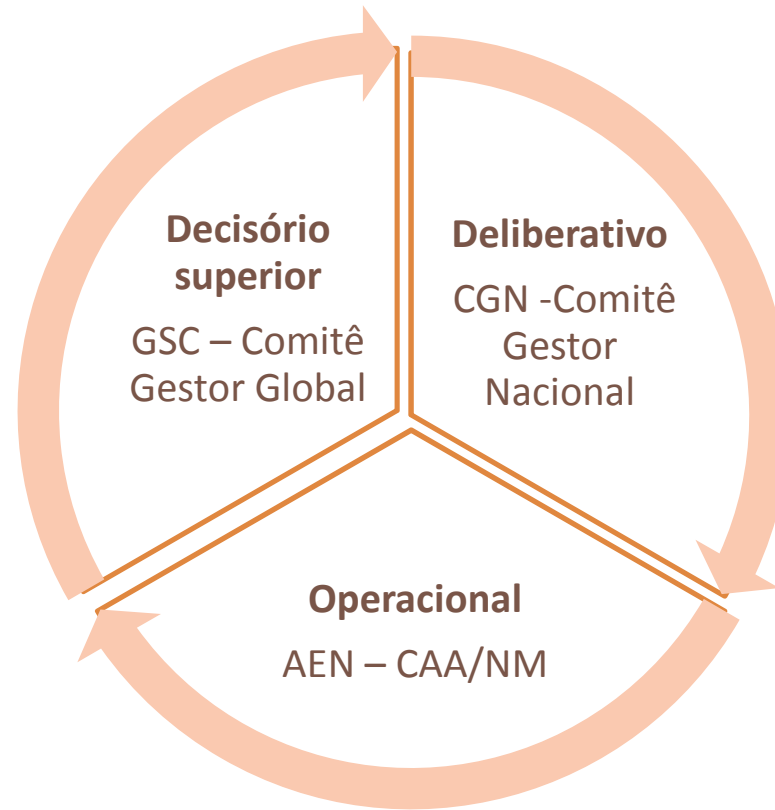 Decisório
superior
GSC – Comitê
Gestor Global
Deliberativo
CGN -Comitê
Gestor
Nacional
Operacional
AEN – CAA/NM